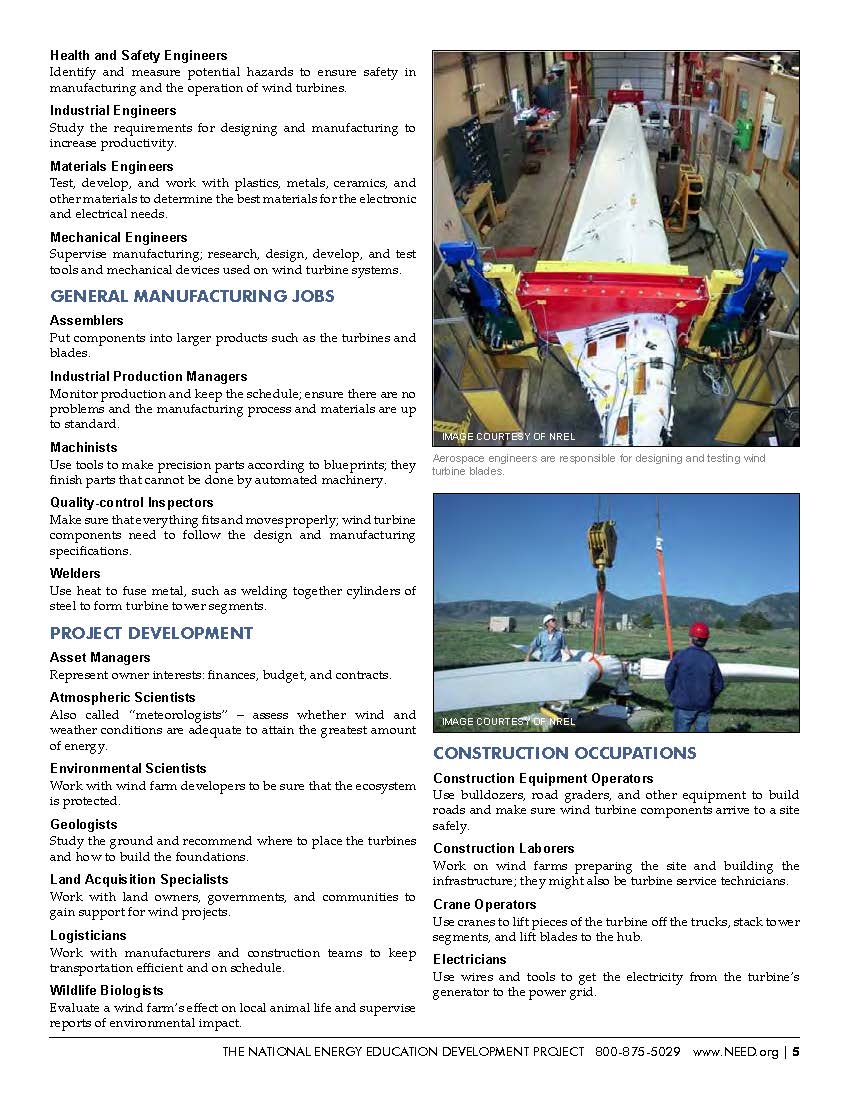 Health and Safety Engineers
Identify and measure potential hazards to ensure safety in
manufacturing and the operation of wind turbines.
Industrial Engineers
Study the requirements for designing and manufacturing to
increase productivity.
Materials Engineers
Test, develop, and work with plastics, metals, ceramics, and
other materials to determine the best materials for the electronic
and electrical needs.
Mechanical Engineers
Supervise manufacturing; research, design, develop, and test
tools and mechanical devices used on wind turbine systems.
GENERAL MANUFACTURING JOBS
Assemblers
Put components into larger products such as the turbines and
blades.
Industrial Production Managers
Monitor production and keep the schedule; ensure there are no
problems and the manufacturing process and materials are up
to standard.
Machinists
Use tools to make precision parts according to blueprints; they
finish parts that cannot be done by automated machinery.
Quality-control Inspectors
Make sure that everything fits and moves properly; wind turbine
components need to follow the design and manufacturing
specifications.
Welders
Use heat to fuse metal, such as welding together cylinders of
steel to form turbine tower segments.
PROJECT DEVELOPMENT
Asset Managers
Represent owner interests: finances, budget, and contracts.
Atmospheric Scientists
Also called “meteorologists” – assess whether wind and
weather conditions are adequate to attain the greatest amount
of energy.
Environmental Scientists
Work with wind farm developers to be sure that the ecosystem
is protected.
Geologists
Study the ground and recommend where to place the turbines
and how to build the foundations.
Land Acquisition Specialists
Work with land owners, governments, and communities to
gain support for wind projects.
Logisticians
Work with manufacturers and construction teams to keep
transportation efficient and on schedule.
Wildlife Biologists
Evaluate a wind farm’s effect on local animal life and supervise
reports of environmental impact.
IMAGE COURTESY OF NREL
Aerospace engineers are responsible for designing and testing wind
turbine blades.
IMAGE COURTESY OF NREL
CONSTRUCTION OCCUPATIONS
Construction Equipment Operators
Use bulldozers, road graders, and other equipment to build
roads and make sure wind turbine components arrive to a site
safely.
Construction Laborers
Work on wind farms preparing the site and building the
infrastructure; they might also be turbine service technicians.
Crane Operators
Use cranes to lift pieces of the turbine off the trucks, stack tower
segments, and lift blades to the hub.
Electricians
Use wires and tools to get the electricity from the turbine’s
generator to the power grid.
THE NATIONAL ENERGY EDUCATION DEVELOPMENT PROJECT 800-875-5029 www.NEED.org | 5